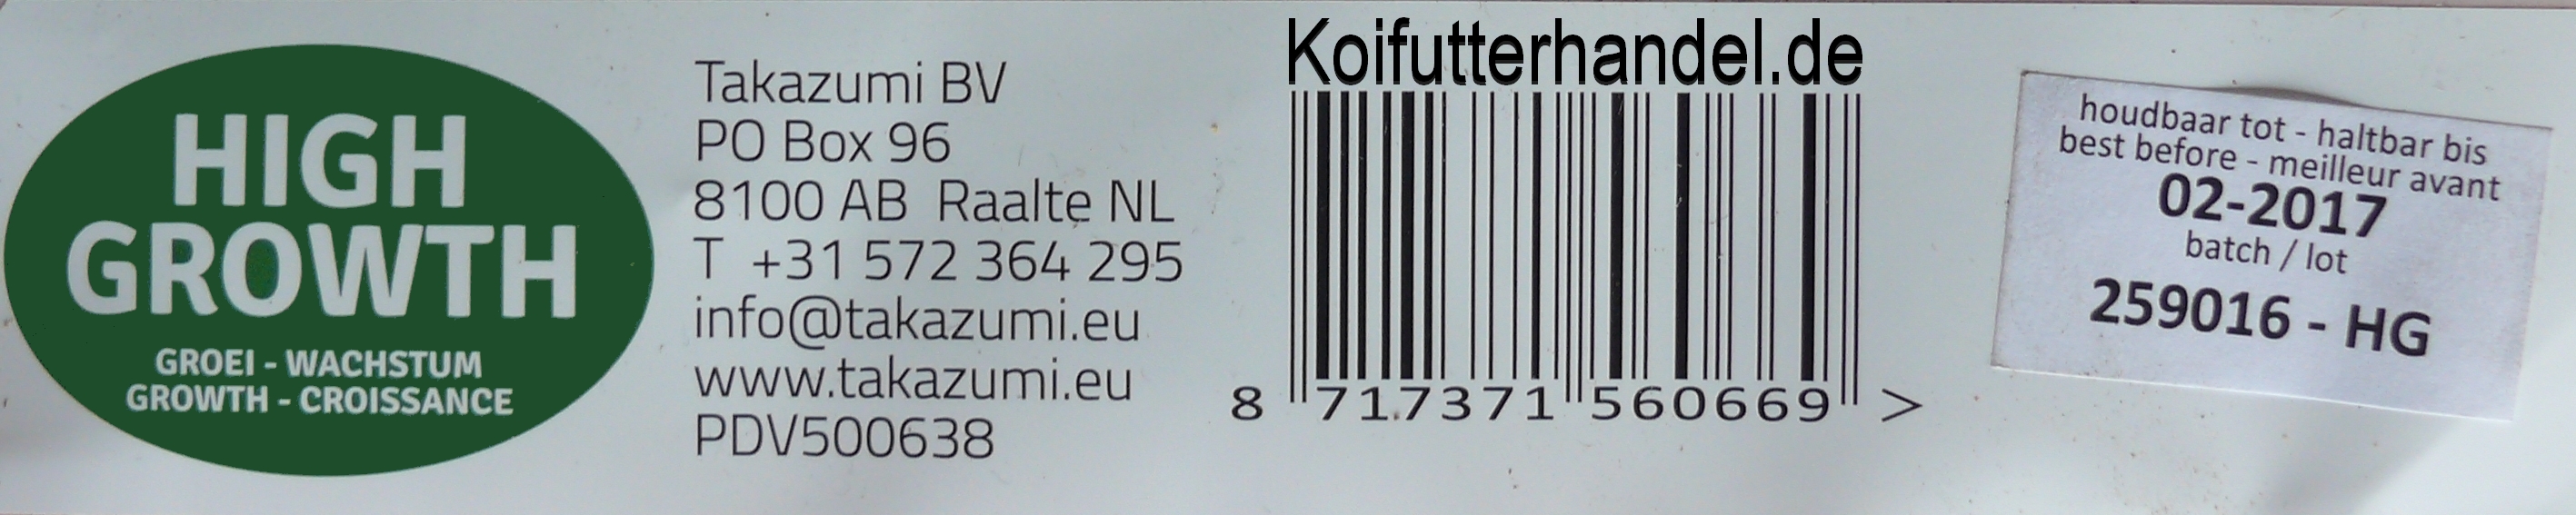 HIGH
GROWTH
GROEI - WACHSTUM
GROWTH - CROISSANCE
Takazumi BV
PO Box 96
8100 AB Raalte NL
T +31 572 364 295
info@takazumi.eu
www.takazumi.eu
PDV500638
Koifutterhandel.de
8 717371 560669 >
houdbaar tot - haltbar bis
best before - meilleur avant
02-2017
batch / lot
259016 - HG